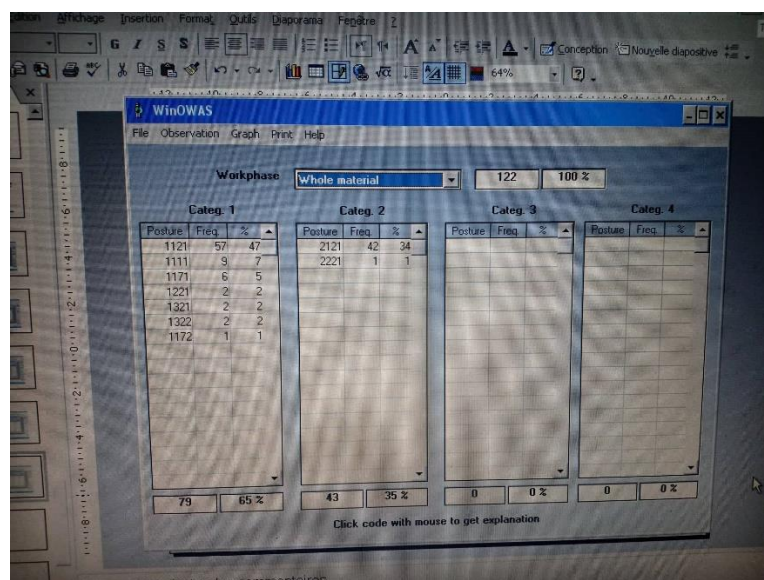 Affichage Insertion Format Outils Diaporama Fenêtre ?
G I S S A A A Conception Nouvelle diapositive
64%
WinOWAS
File Observation Graph Print Help
Workphase Whole material 122 100 %
Categ. 1 Categ. 2 Categ. 3 Categ. 4
Posture Freq. % Posture Freq. % Posture Freq. % Posture Freq. %
1121 57 47 2121 42 34
1111 9 7 2221 1 1
1171 6 5
1221 2 2
1321 2 2
1322 2 2
1172 1 1
79 65 % 43 35 % 0 0 % 0 0 %
Click code with mouse to get explanation